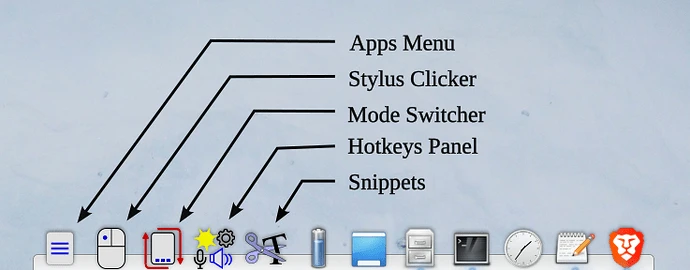 Apps Menu
Stylus Clicker
Mode Switcher
Hotkeys Panel
Snippets
T